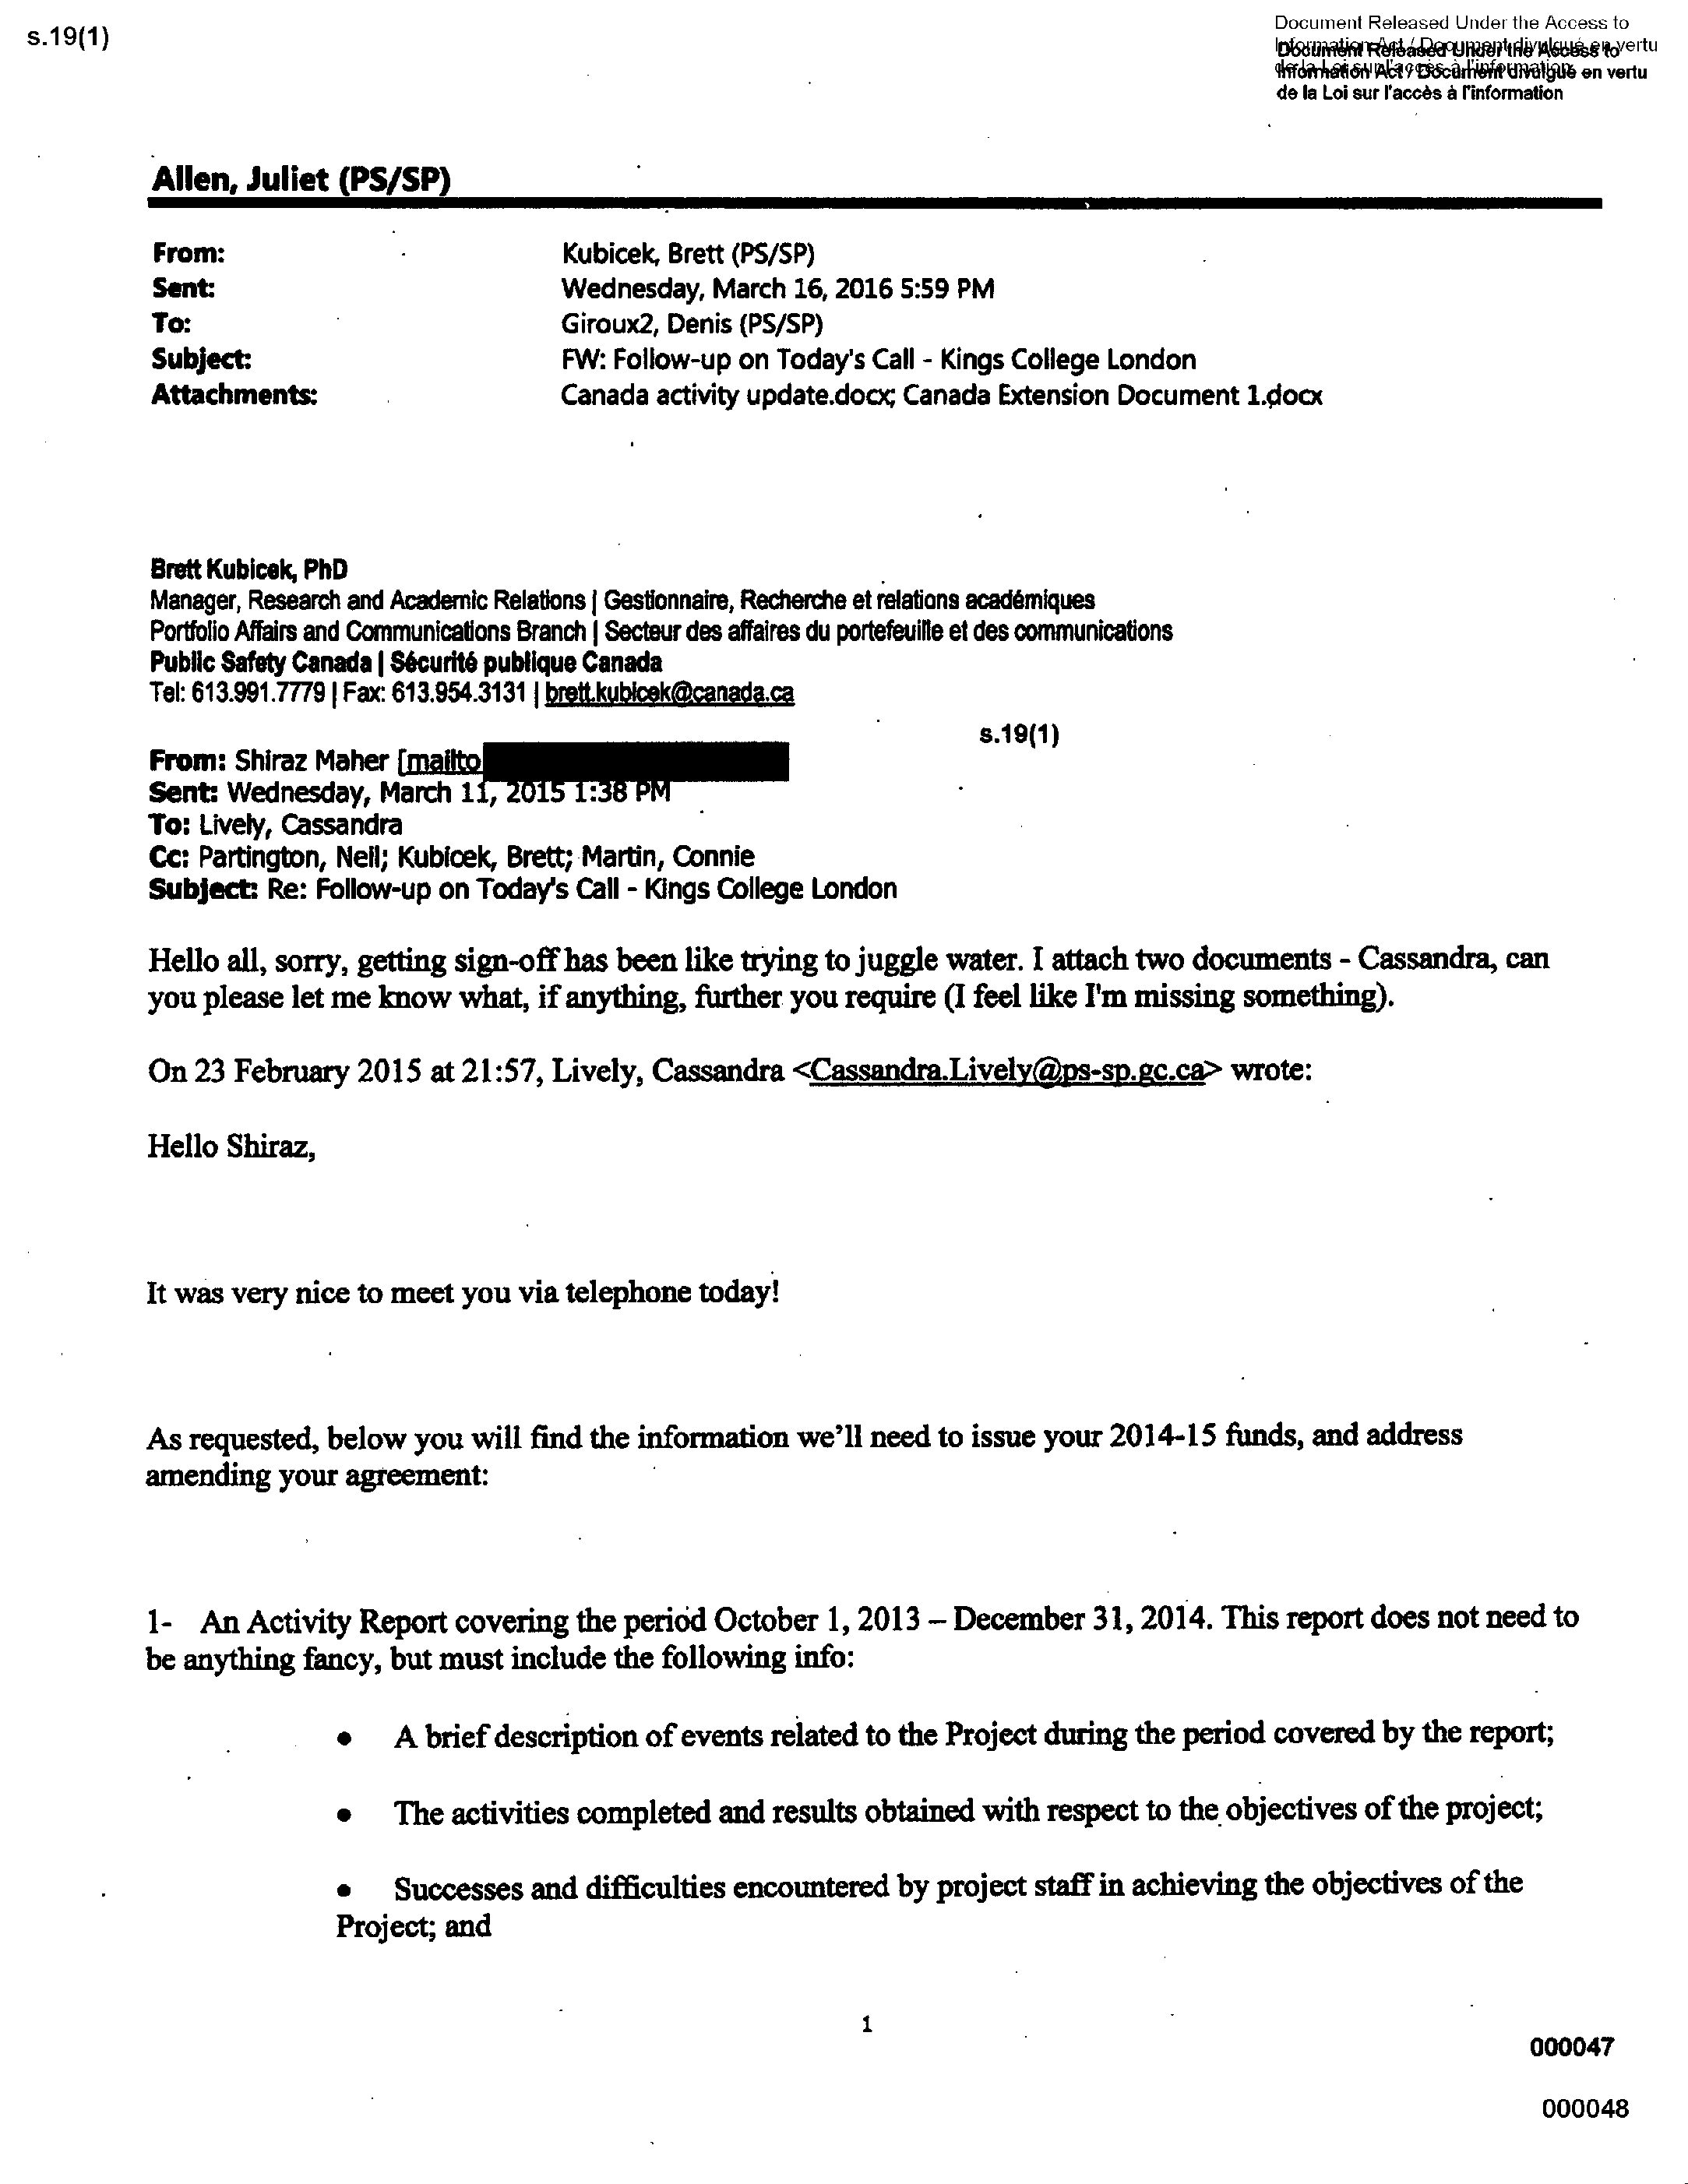 s.19(1)
Document Released Under the Access to
Information Act / Document divulgué en vertu
de la Loi sur l'accès à l'information
Document Released Under the Access to
Information Act / Document divulgué en vertu
de la Loi sur l'accès à l'information
Allen, Juliet (PS/SP)
From: Kubicek, Brett (PS/SP)
Sent: Wednesday, March 16, 2016 5:59 PM
To: Giroux2, Denis (PS/SP)
Subject: FW: Follow-up on Today's Call - Kings College London
Attachments: Canada activity update.docx; Canada Extension Document 1.docx
Brett Kubicek, PhD
Manager, Research and Academic Relations | Gestionnaire, Recherche et relations académiques
Portfolio Affairs and Communications Branch | Secteur des affaires du portefeuille et des communications
Public Safety Canada | Sécurité publique Canada
Tel: 613.991.7779 | Fax: 613.954.3131 | brett.kubicek@canada.ca
s.19(1)
From: Shiraz Maher [mailto
Sent: Wednesday, March 11, 2015 1:38 PM
To: Lively, Cassandra
Cc: Partington, Neil; Kubicek, Brett; Martin, Connie
Subject: Re: Follow-up on Today's Call - Kings College London
Hello all, sorry, getting sign-off has been like trying to juggle water. I attach two documents - Cassandra, can
you please let me know what, if anything, further you require (I feel like I'm missing something).
On 23 February 2015 at 21:57, Lively, Cassandra <Cassandra.Lively@ps-sp.gc.ca> wrote:
Hello Shiraz,
It was very nice to meet you via telephone today!
As requested, below you will find the information we'll need to issue your 2014-15 funds, and address
amending your agreement:
1- An Activity Report covering the period October 1, 2013 – December 31, 2014. This report does not need to
be anything fancy, but must include the following info:
• A brief description of events related to the Project during the period covered by the report;
• The activities completed and results obtained with respect to the objectives of the project;
• Successes and difficulties encountered by project staff in achieving the objectives of the
Project; and
1
000047
000048